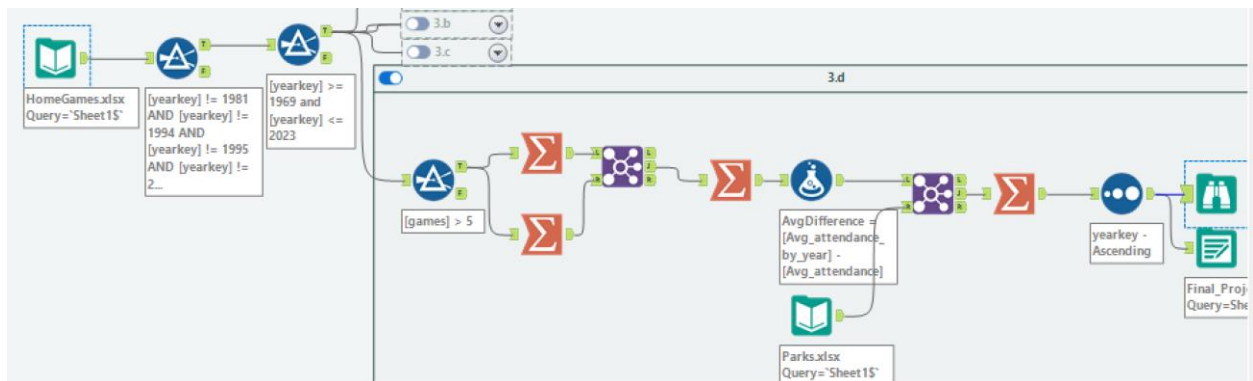 3.b
3.c
3.d
T
F
T
F
HomeGames.xlsx
Query=`Sheet1$`
[yearkey] != 1981
AND [yearkey] !=
1994 AND
[yearkey] != 1995
AND [yearkey] !=
2...
[yearkey] >=
1969 and
[yearkey] <=
2023
T
F
[games] > 5
L
R
L
J
R
AvgDifference =
[Avg_attendance_
by_year] -
[Avg_attendance]
L
R
L
J
R
yearkey -
Ascending
Parks.xlsx
Query=`Sheet1$`
Final_Proj
Query=She